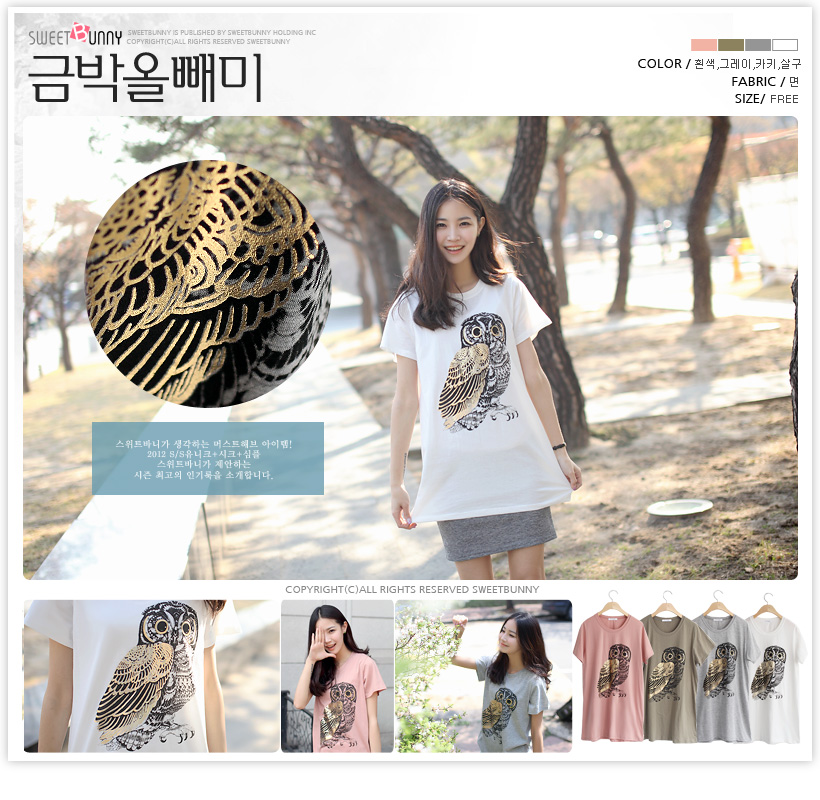 SWEETBUNNY
SWEETBUNNY IS PUBLISHED BY SWEETBUNNY HOLDING INC
COPYRIGHT(C)ALL RIGHTS RESERVED SWEETBUNNY
금박올빼미
COLOR / 흰색,그레이,카키,살구
FABRIC / 면
SIZE/ FREE
스위트바니가 생각하는 머스트해브 아이템!
2012 S/S유니크+시크+심플
스위트바니가 제안하는
시즌 최고의 인기룩을 소개합니다.
COPYRIGHT(C)ALL RIGHTS RESERVED SWEETBUNNY